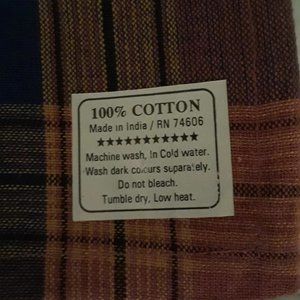 100% COTTON
Made in India / RN 74606
★★★★★★★★★★★
Machine wash, In Cold water.
Wash dark colours separately.
Do not bleach.
Tumble dry, Low heat.